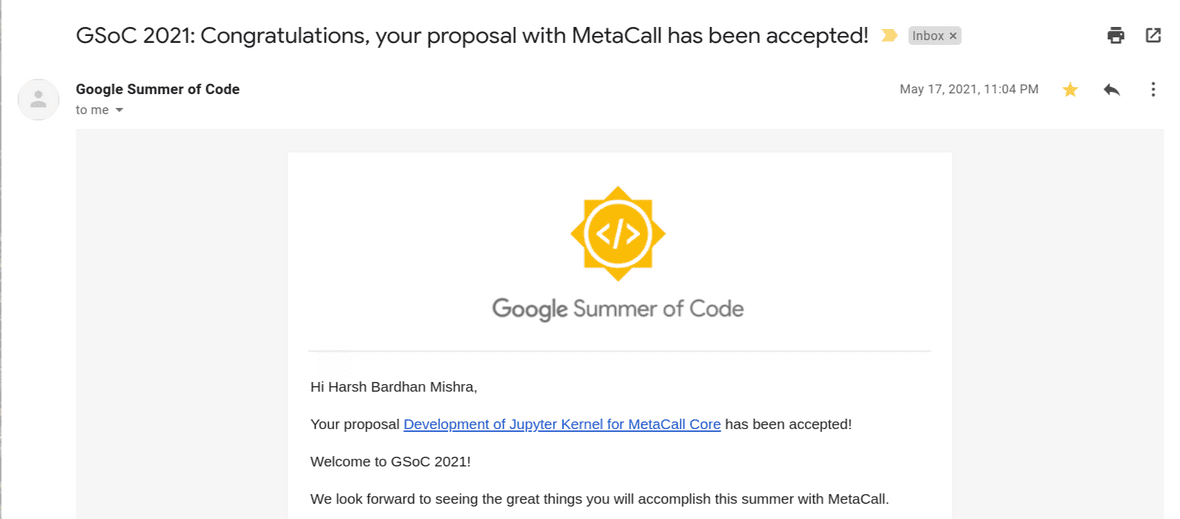 GSoC 2021: Congratulations, your proposal with MetaCall has been accepted! Inbox ×
Google Summer of Code May 17, 2021, 11:04 PM
to me
</>
Google Summer of Code
Hi Harsh Bardhan Mishra,
Your proposal Development of Jupyter Kernel for MetaCall Core has been accepted!
Welcome to GSoC 2021!
We look forward to seeing the great things you will accomplish this summer with MetaCall.